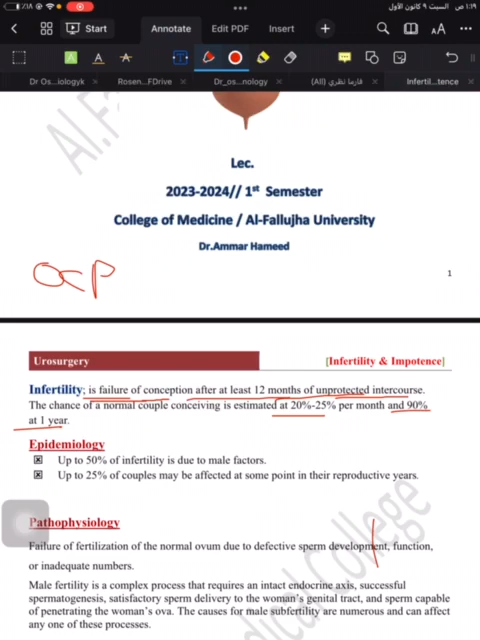 ٪١٨ ١:١٩ ص السبت ٩ كانون الأول
Start Annotate Edit PDF Insert
Dr Os...iologyk Rosen...FDrive Dr_os...nology فارما نظري (All) Infertil...tence
Lec.
2023-2024// 1st Semester
College of Medicine / Al-Fallujha University
Dr.Ammar Hameed
OCP
1
Urosurgery [Infertility & Impotence]
Infertility; is failure of conception after at least 12 months of unprotected intercourse.
The chance of a normal couple conceiving is estimated at 20%-25% per month and 90%
at 1 year.
Epidemiology
Up to 50% of infertility is due to male factors.
Up to 25% of couples may be affected at some point in their reproductive years.
Pathophysiology
Failure of fertilization of the normal ovum due to defective sperm development, function,
or inadequate numbers.
Male fertility is a complex process that requires an intact endocrine axis, successful
spermatogenesis, satisfactory sperm delivery to the woman's genital tract, and sperm capable
of penetrating the woman's ova. The causes for male subfertility are numerous and can affect
any one of these processes.